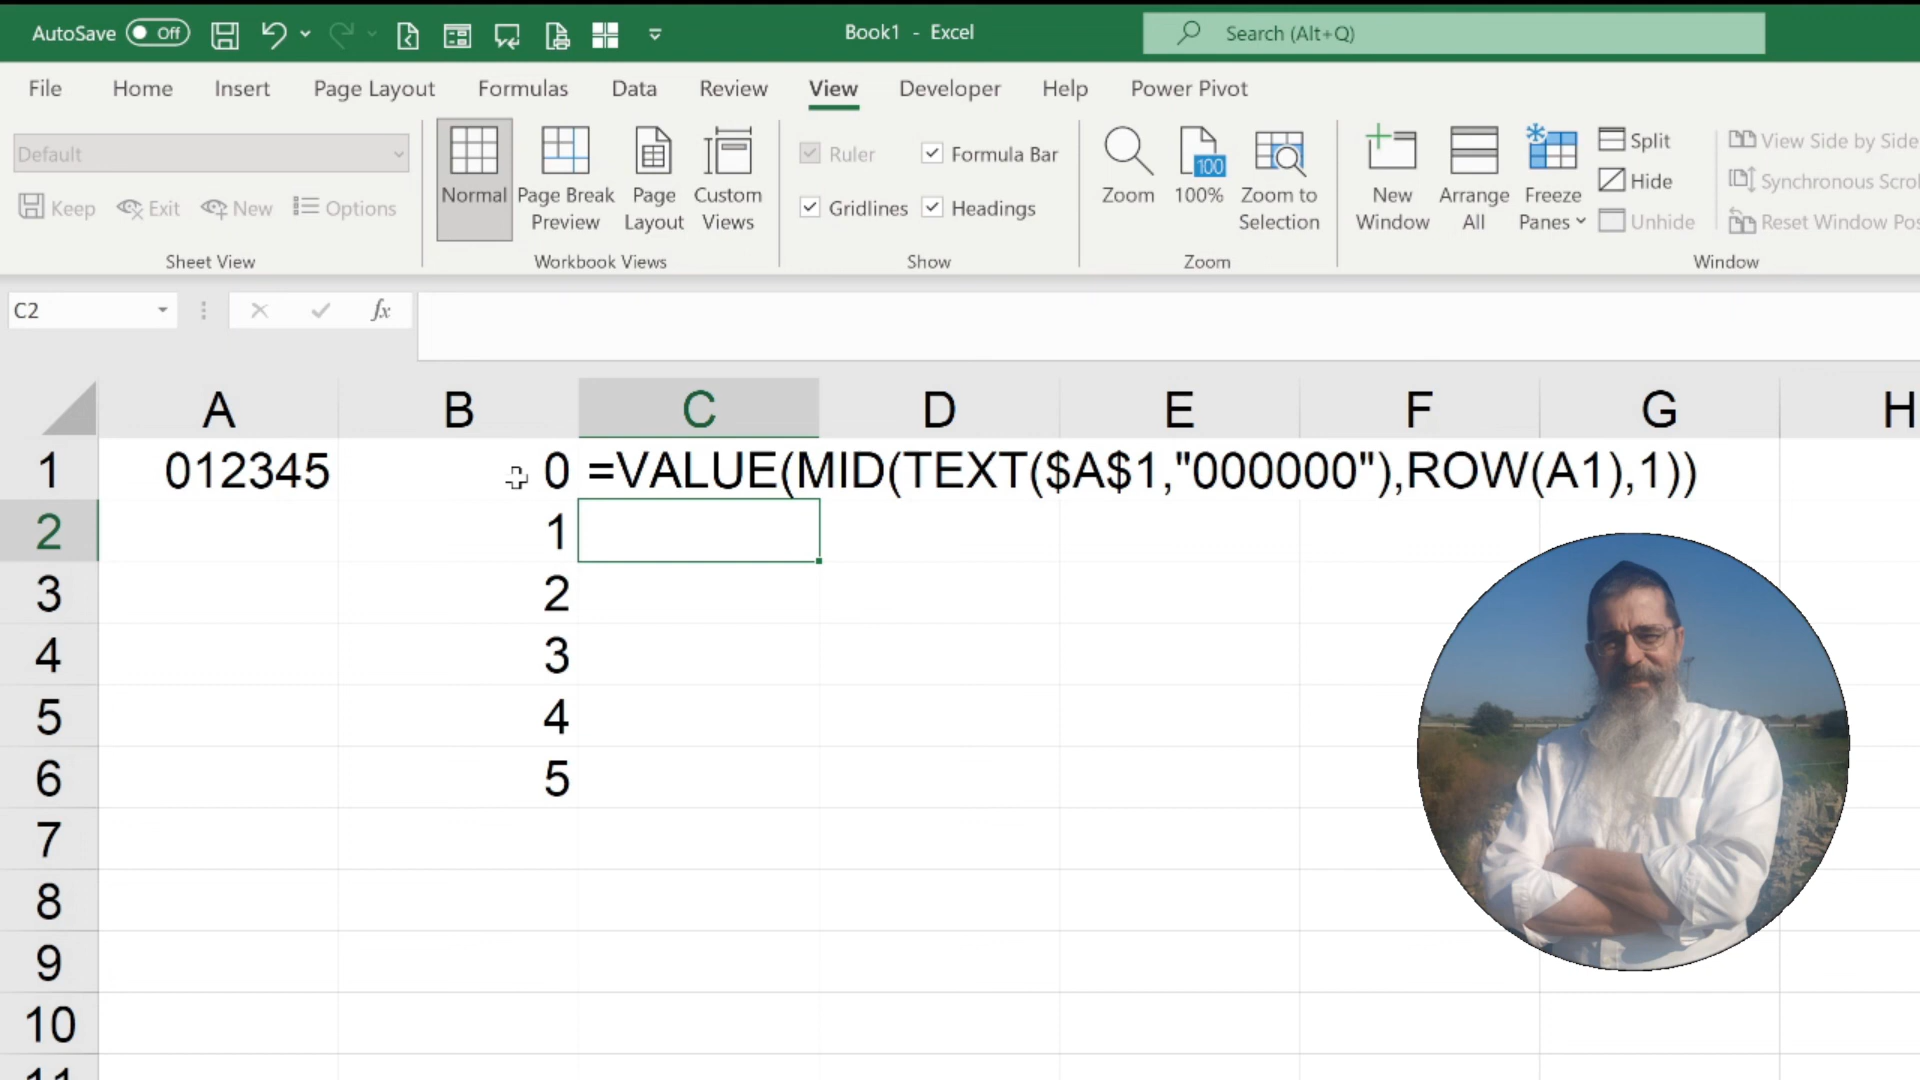 AutoSave Off Book1 - Excel Search (Alt+Q)
File Home Insert Page Layout Formulas Data Review View Developer Help Power Pivot
Default
Keep Exit New Options
Sheet View
Normal
Page Break Preview
Page Layout
Custom Views
Workbook Views
Ruler Formula Bar
Gridlines Headings
Show
Zoom
100
100%
Zoom to Selection
Zoom
New Window
Arrange All
Freeze Panes
Split
Hide
Unhide
View Side by Side
Synchronous Scrol
Reset Window Pos
Window
C2 fx
A B C D E F G H
1 012345 0 =VALUE(MID(TEXT($A$1,"000000"),ROW(A1),1))
2 1
3 2
4 3
5 4
6 5
7
8
9
10
11